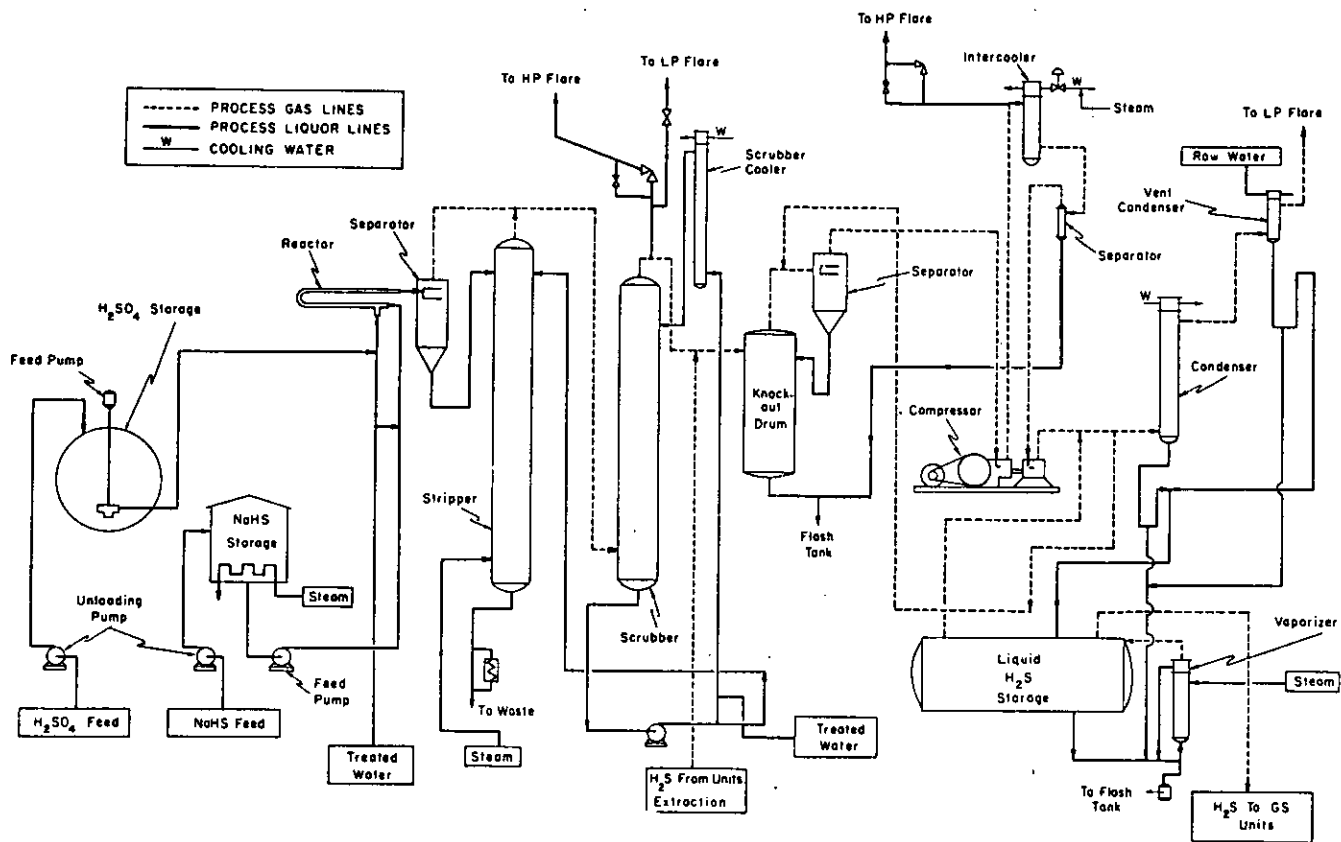 To HP Flare
Intercooler
To LP Flare
To HP Flare
W
Steam
To LP Flare
PROCESS GAS LINES
PROCESS LIQUOR LINES
W COOLING WATER
W
Scrubber
Cooler
Raw Water
Vent
Condenser
Separator
Reactor
Separator
Separator
H2SO4 Storage
W
Feed Pump
Condenser
Knock-
out
Drum
Compressor
Stripper
NaHS
Storage
Flash
Tank
Steam
Unloading
Pump
Scrubber
Vaporizer
Liquid
H2S
Storage
Steam
Feed
Pump
To Waste
H2SO4 Feed
NaHS Feed
Treated
Water
Steam
Treated
Water
H2S From Units
Extraction
To Flash
Tank
H2S To GS
Units